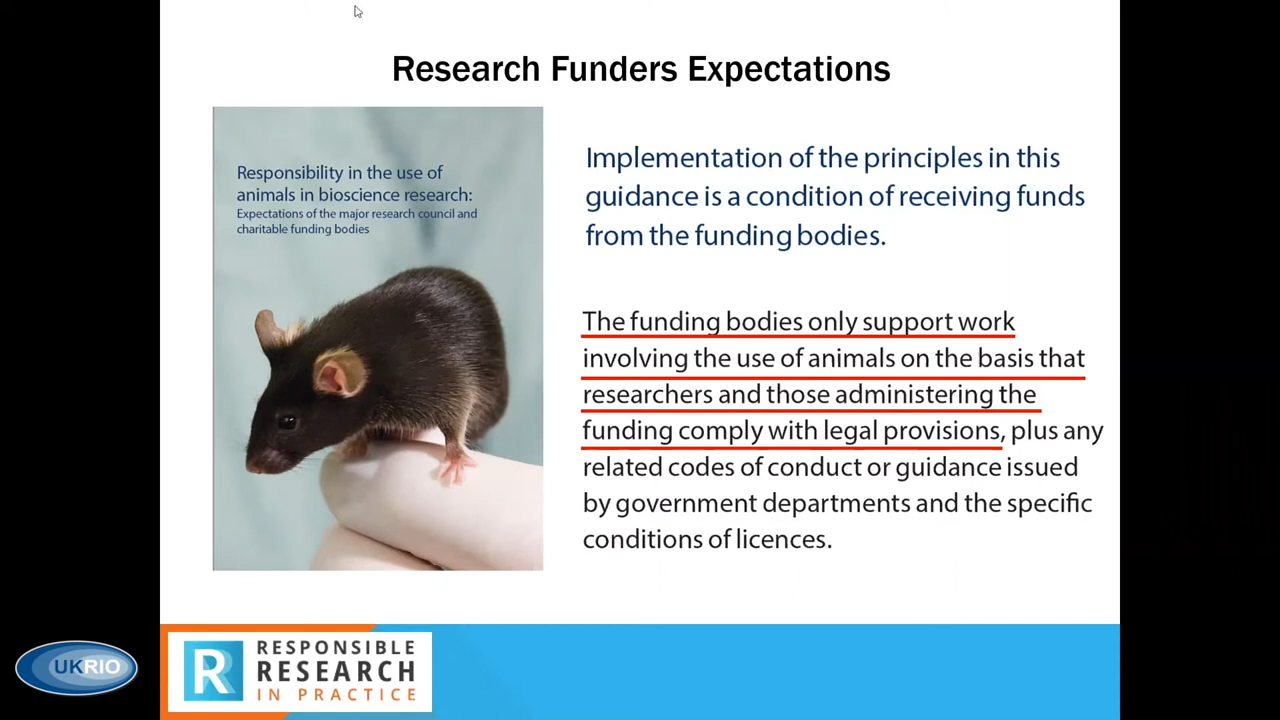 Research Funders Expectations
Responsibility in the use of
animals in bioscience research:
Expectations of the major research council and
charitable funding bodies
Implementation of the principles in this
guidance is a condition of receiving funds
from the funding bodies.
The funding bodies only support work
involving the use of animals on the basis that
researchers and those administering the
funding comply with legal provisions, plus any
related codes of conduct or guidance issued
by government departments and the specific
conditions of licences.
UKRIO
R
RESPONSIBLE
RESEARCH
IN PRACTICE